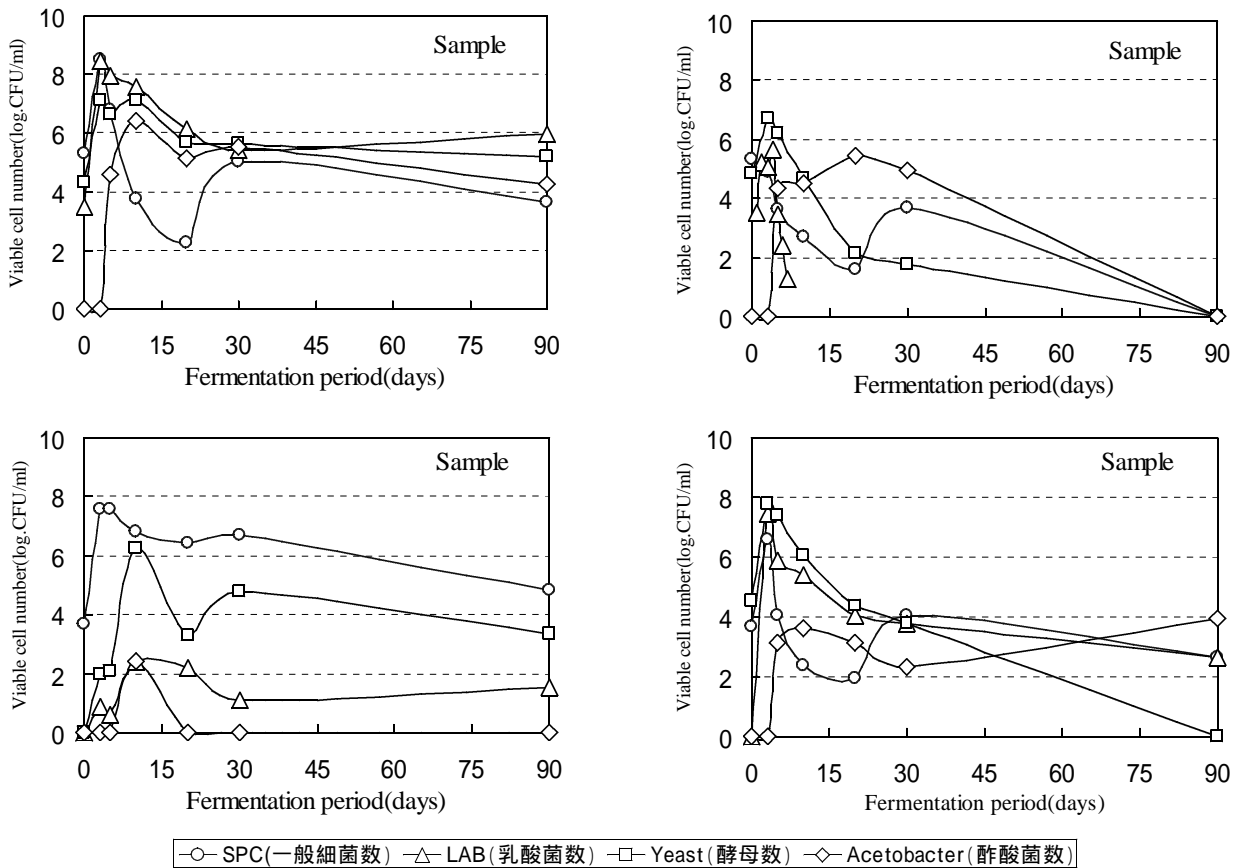 Sample
Viable cell number(log.CFU/ml)
10
8
6
4
2
0
0 15 30 45 60 75 90
Fermentation period(days)
Sample
Viable cell number(log.CFU/ml)
10
8
6
4
2
0
0 15 30 45 60 75 90
Fermentation period(days)
Sample
Viable cell number(log.CFU/ml)
10
8
6
4
2
0
0 15 30 45 60 75 90
Fermentation period(days)
Sample
Viable cell number(log.CFU/ml)
10
8
6
4
2
0
0 15 30 45 60 75 90
Fermentation period(days)
SPC(一般細菌数) LAB(乳酸菌数) Yeast(酵母数) Acetobacter(酢酸菌数)